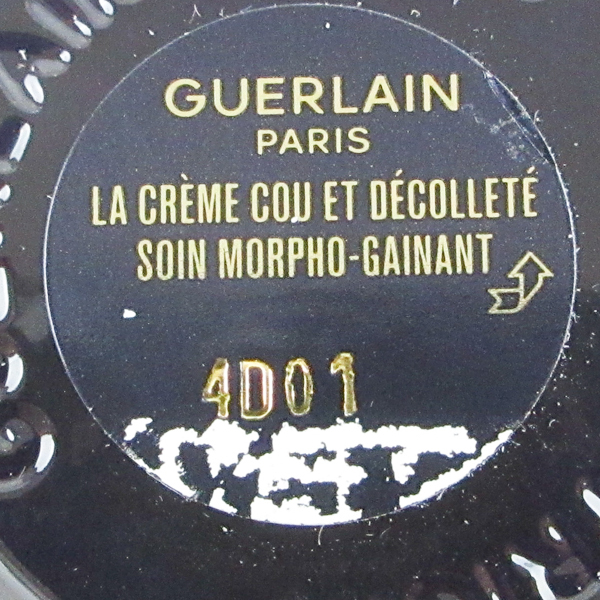 GUERLAIN
PARIS
LA CRÈME COU ET DÉCOLLETÉ
SOIN MORPHO-GAINANT
4D01